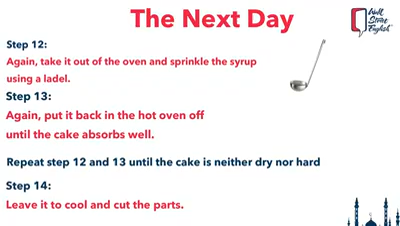 The Next Day
Wall
Street
English
Step 12:
Again, take it out of the oven and sprinkle the syrup
using a ladel.
Step 13:
Again, put it back in the hot oven off
until the cake absorbs well.
Repeat step 12 and 13 until the cake is neither dry nor hard
Step 14:
Leave it to cool and cut the parts.